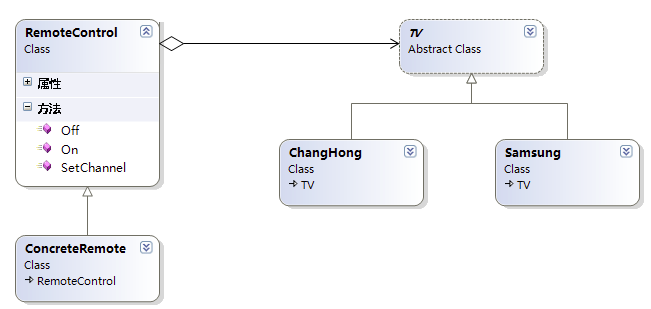 RemoteControl
Class
属性
方法
Off
On
SetChannel
TV
Abstract Class
ChangHong
Class
TV
Samsung
Class
TV
ConcreteRemote
Class
RemoteControl